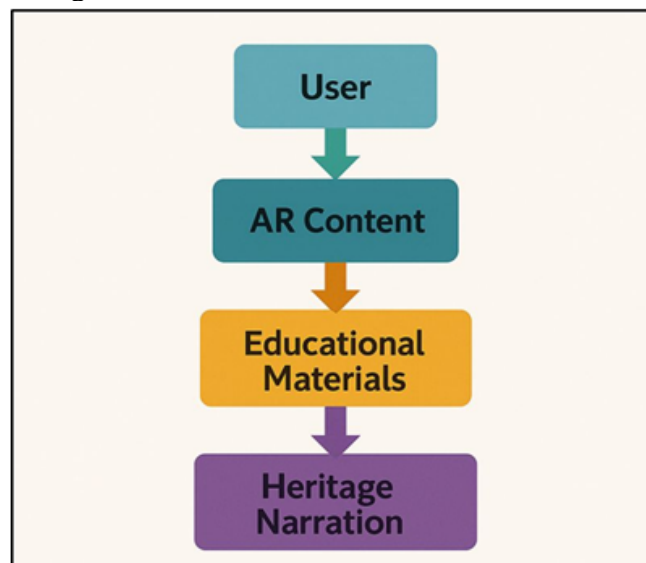 User
AR Content
Educational
Materials
Heritage
Narration